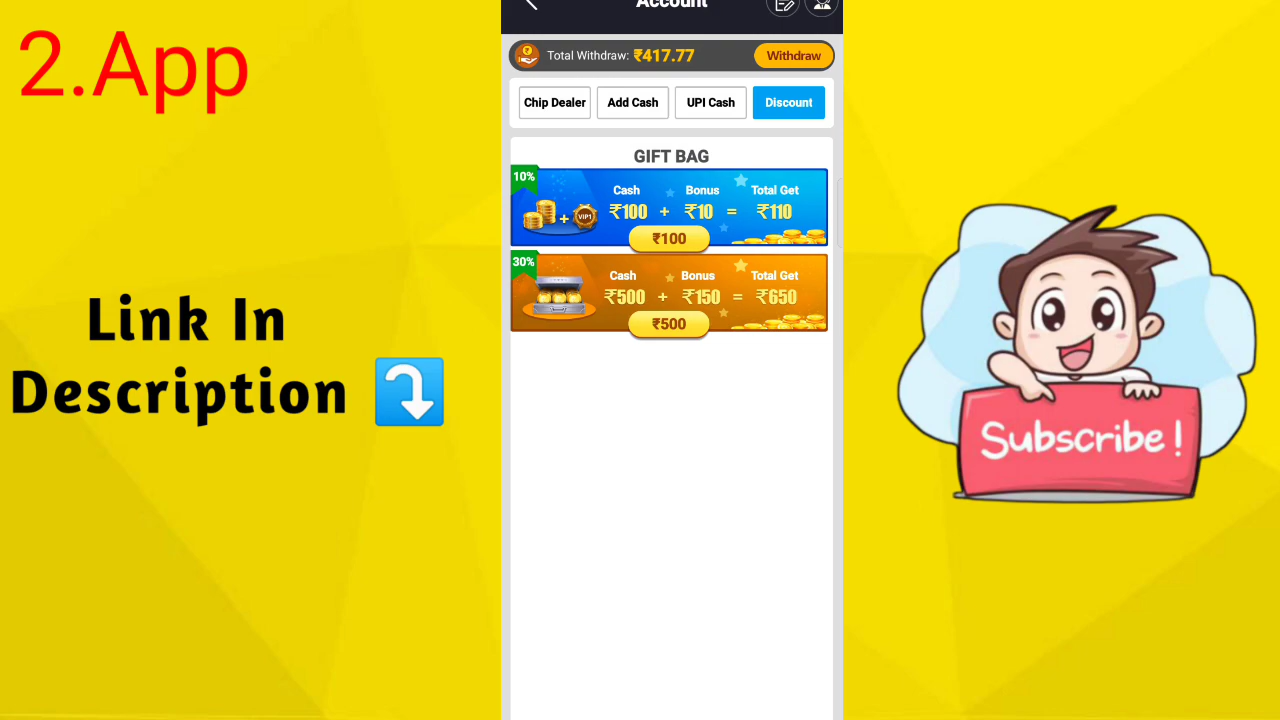 2.App
Link In
Description
Account
Total Withdraw: ₹417.77 Withdraw
Chip Dealer Add Cash UPI Cash Discount
GIFT BAG
10%
Cash Bonus Total Get
VIP1
₹100 + ₹10 = ₹110
₹100
30%
Cash Bonus Total Get
₹500 + ₹150 = ₹650
₹500
Subscribe!